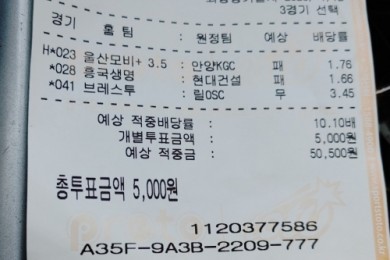 3경기 선택
경기 홈팀 : 원정팀 예상 배당률
H*023 울산모비+ 3.5 : 안양KGC 패 1.76
*028 흥국생명 : 현대건설 패 1.66
*041 브레스투 : 릴OSC 무 3.45
예상 적중배당률 : 10.10배
개별투표금액 : 5,000원
예상 적중금 : 50,500원
총투표금액 5,000원
1120377586
A35F-9A3B-2209-777